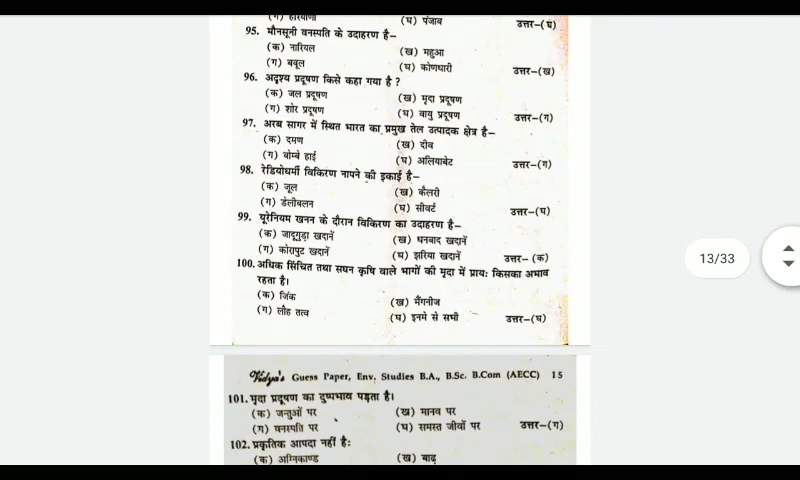 (ग) हरियाणा (घ) पंजाब उत्तर–(घ)
95. मौनसूनी वनस्पति के उदाहरण है–
(क) नारियल (ख) महुआ
(ग) बबूल (घ) कोणधारी उत्तर–(ख)
96. अदृश्य प्रदूषण किसे कहा गया है ?
(क) जल प्रदूषण (ख) मृदा प्रदूषण
(ग) शोर प्रदूषण (घ) वायु प्रदूषण उत्तर–(ग)
97. अरब सागर में स्थित भारत का प्रमुख तेल उत्पादक क्षेत्र है–
(क) दमण (ख) दीव
(ग) बोम्बे हाई (घ) अलियाबेट उत्तर–(ग)
98. रेडियोधर्मी विकिरण नापने की इकाई है–
(क) जूल (ख) कैलरी
(ग) डेलीबलन (घ) सीवर्ट उत्तर–(घ)
99. यूरेनियम खनन के दौरान विकिरण का उदाहरण है–
(क) जादूगुड़ा खदानें (ख) धनबाद खदानें
(ग) कोरापुट खदानें (घ) झरिया खदानें उत्तर– (क)
100. अधिक सिंचित तथा सघन कृषि वाले भागों की मृदा में प्रायः किसका अभाव
रहता है।
(क) जिंक (ख) मैंगनीज
(ग) लौह तत्व (घ) इनमे से सभी उत्तर–(घ)
13/33
Vidya's Guess Paper, Env. Studies B.A., B.Sc. B.Com (AECC) 15
101. मृदा प्रदूषण का दुष्प्रभाव पड़ता है।
(क) जन्तुओं पर (ख) मानव पर
(ग) वनस्पति पर (घ) समस्त जीवों पर उत्तर–(ग)
102. प्रकृतिक आपदा नहीं है:
(क) अग्निकाण्ड (ख) बाढ़